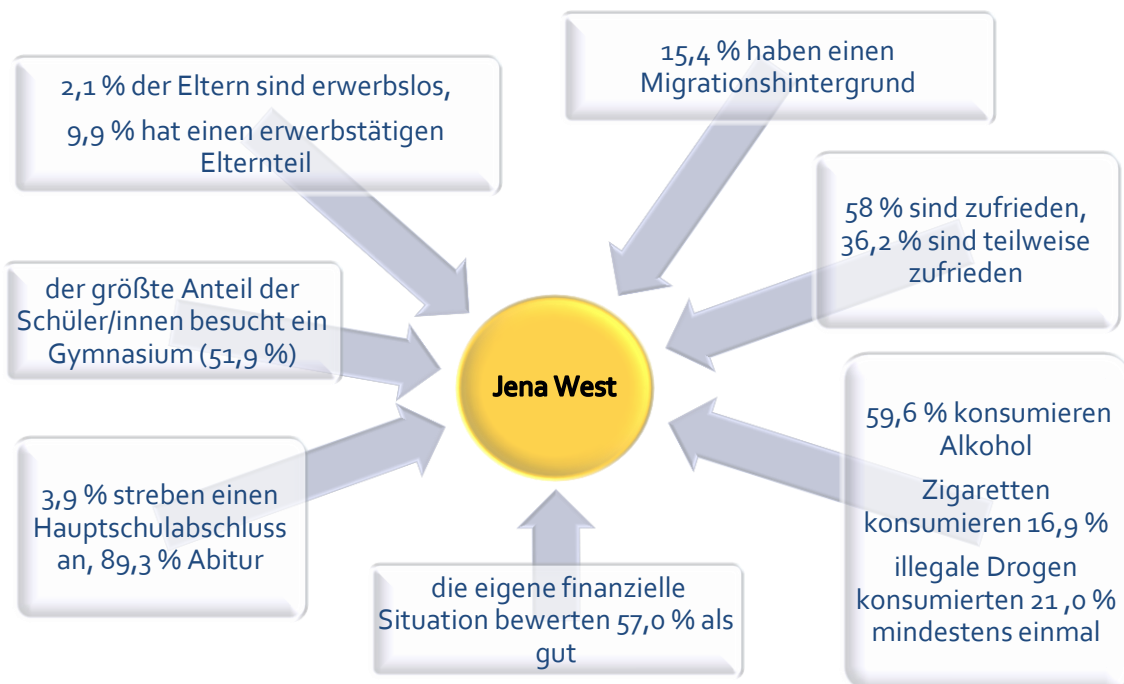 2,1 % der Eltern sind erwerbslos,
9,9 % hat einen erwerbstätigen
Elternteil
15,4 % haben einen
Migrationshintergrund
58 % sind zufrieden,
36,2 % sind teilweise
zufrieden
der größte Anteil der
Schüler/innen besucht ein
Gymnasium (51,9 %)
Jena West
59,6 % konsumieren
Alkohol
Zigaretten
konsumieren 16,9 %
illegale Drogen
konsumierten 21 ,0 %
mindestens einmal
3,9 % streben einen
Hauptschulabschluss
an, 89,3 % Abitur
die eigene finanzielle
Situation bewerten 57,0 % als
gut